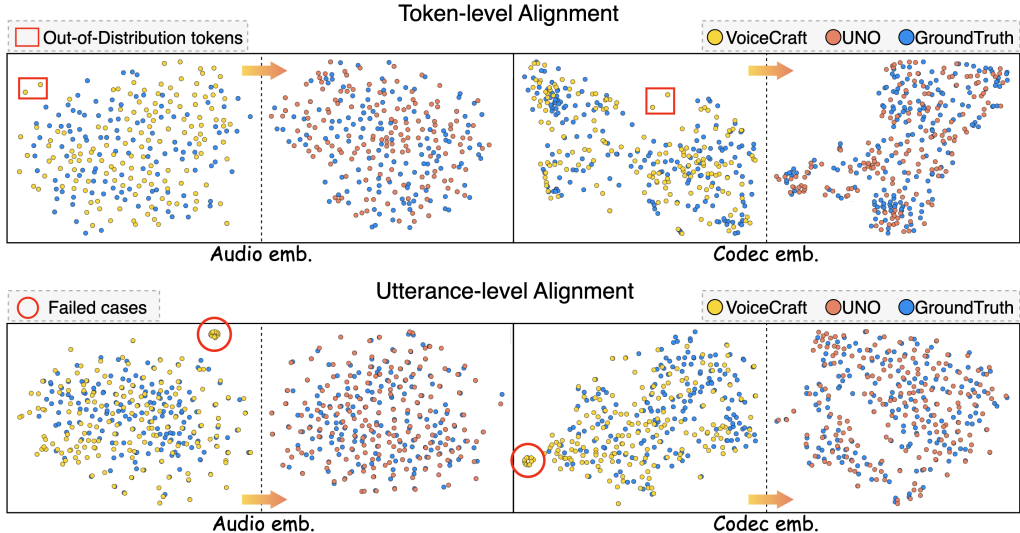 Token-level Alignment
Out-of-Distribution tokens
VoiceCraft UNO GroundTruth
Audio emb. Codec emb.
Utterance-level Alignment
Failed cases
VoiceCraft UNO GroundTruth
Audio emb. Codec emb.